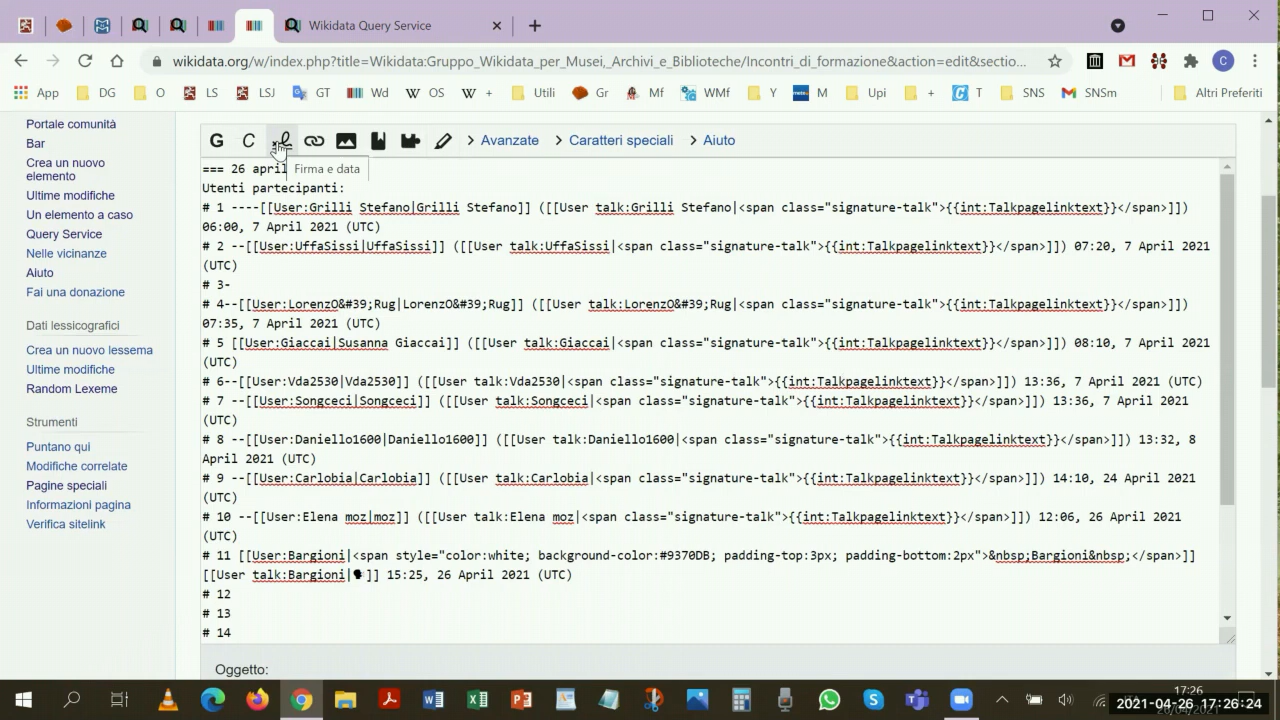 Wikidata Query Service
wikidata.org/w/index.php?title=Wikidata:Gruppo_Wikidata_per_Musei,_Archivi_e_Biblioteche/Incontri_di_formazione&action=edit&sectio...
C
App DG O LS LSJ GT Wd OS + Utili Gr Mf WMf Y M Upi + T SNS SNSm Altri Preferiti
Portale comunità
Bar
Crea un nuovo
elemento
Ultime modifiche
Un elemento a caso
Query Service
Nelle vicinanze
Aiuto
Fai una donazione
Dati lessicografici
Crea un nuovo lessema
Ultime modifiche
Random Lexeme
Strumenti
Puntano qui
Modifiche correlate
Pagine speciali
Informazioni pagina
Verifica sitelink
G C Avanzate Caratteri speciali Aiuto
Firma e data
=== 26 april
Utenti partecipanti:
# 1 ----[[User:Grilli Stefano|Grilli Stefano]] ([[User talk:Grilli Stefano|<span class="signature-talk">{{int:Talkpagelinktext}}</span>]])
06:00, 7 April 2021 (UTC)
# 2 --[[User:UffaSissi|UffaSissi]] ([[User talk:UffaSissi|<span class="signature-talk">{{int:Talkpagelinktext}}</span>]]) 07:20, 7 April 2021
(UTC)
# 3-
# 4--[[User:LorenzO&#39;Rug|LorenzO&#39;Rug]] ([[User talk:LorenzO&#39;Rug|<span class="signature-talk">{{int:Talkpagelinktext}}</span>]])
07:35, 7 April 2021 (UTC)
# 5 [[User:Giaccai|Susanna Giaccai]] ([[User talk:Giaccai|<span class="signature-talk">{{int:Talkpagelinktext}}</span>]]) 08:10, 7 April 2021
(UTC)
# 6--[[User:Vda2530|Vda2530]] ([[User talk:Vda2530|<span class="signature-talk">{{int:Talkpagelinktext}}</span>]]) 13:36, 7 April 2021 (UTC)
# 7 --[[User:Songceci|Songceci]] ([[User talk:Songceci|<span class="signature-talk">{{int:Talkpagelinktext}}</span>]]) 13:36, 7 April 2021
(UTC)
# 8 --[[User:Daniello1600|Daniello1600]] ([[User talk:Daniello1600|<span class="signature-talk">{{int:Talkpagelinktext}}</span>]]) 13:32, 8
April 2021 (UTC)
# 9 --[[User:Carlobia|Carlobia]] ([[User talk:Carlobia|<span class="signature-talk">{{int:Talkpagelinktext}}</span>]]) 14:10, 24 April 2021
(UTC)
# 10 --[[User:Elena moz|moz]] ([[User talk:Elena moz|<span class="signature-talk">{{int:Talkpagelinktext}}</span>]]) 12:06, 26 April 2021
(UTC)
# 11 [[User:Bargioni|<span style="color:white; background-color:#9370DB; padding-top:3px; padding-bottom:2px">&nbsp;Bargioni&nbsp;</span>]]
[[User talk:Bargioni|🗣]] 15:25, 26 April 2021 (UTC)
# 12
# 13
# 14
Oggetto:
17:26
2021-04-26 17:26:24